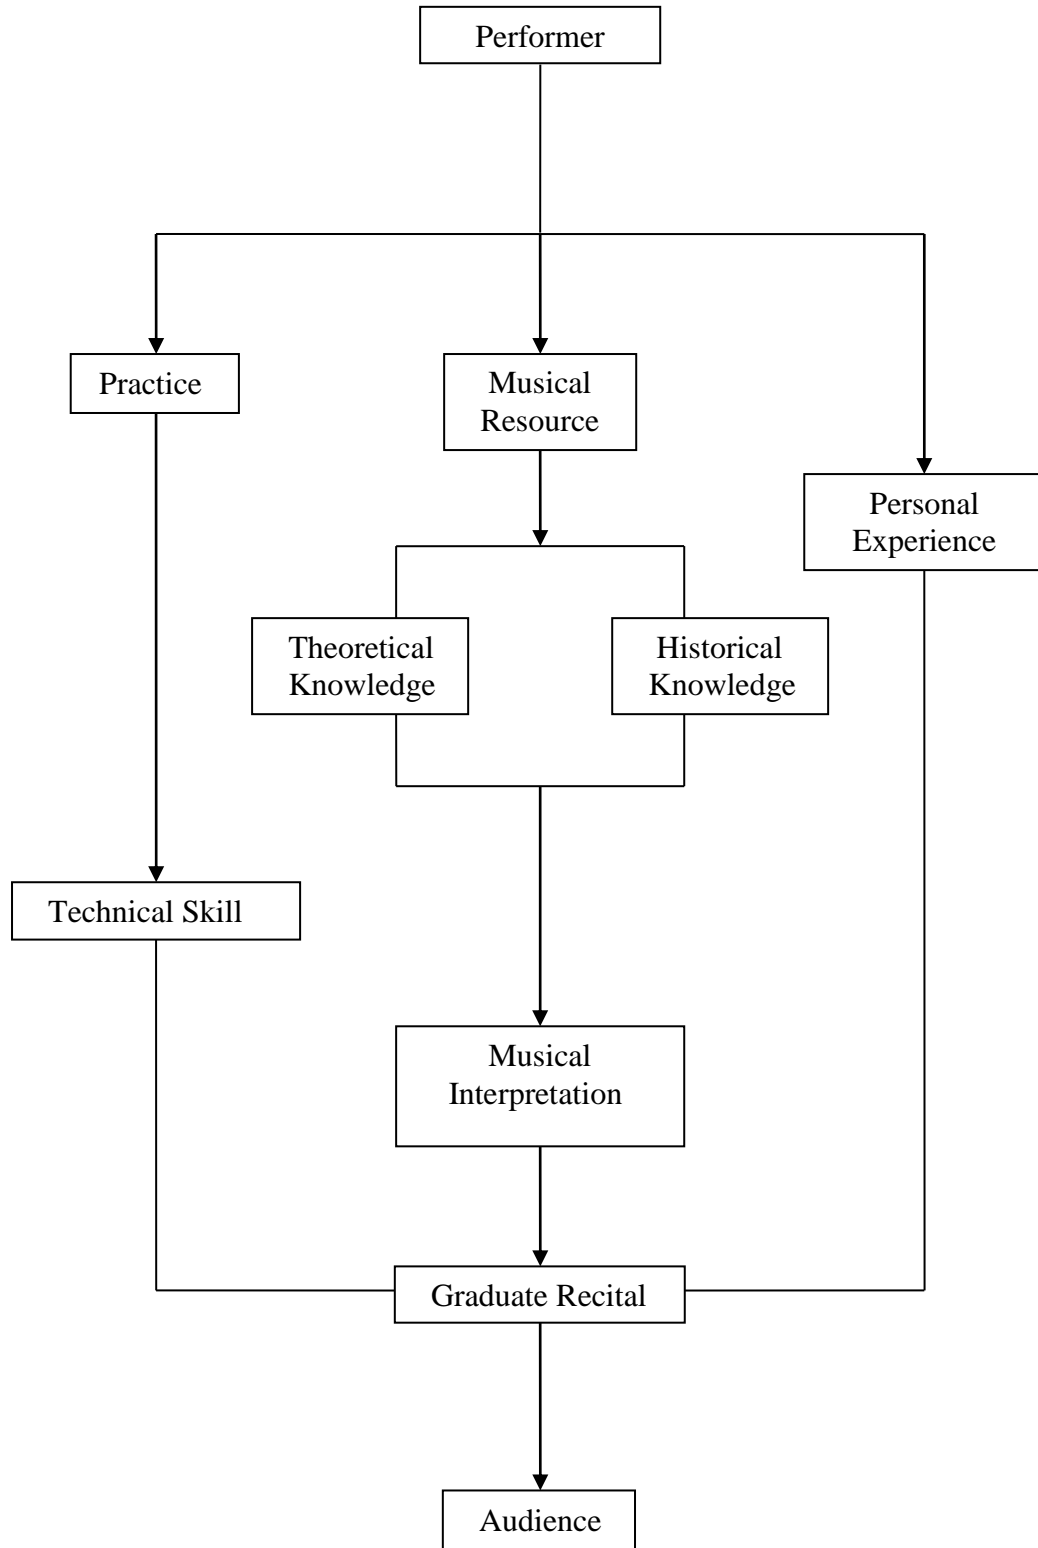 Performer
Practice
Musical
Resource
Personal
Experience
Theoretical
Knowledge
Historical
Knowledge
Technical Skill
Musical
Interpretation
Graduate Recital
Audience